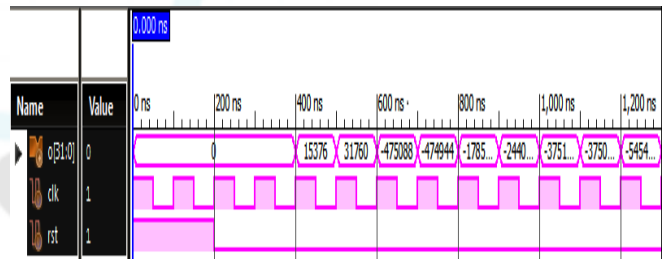 0.000 ns
Name Value 0 ns 200 ns 400 ns 600 ns 800 ns 1,000 ns 1,200 ns
o[31:0] 0 0 15376 31760 -475088 -474944 -1785... -2440... -3751... -3750... -5454...
clk 1
rst 1